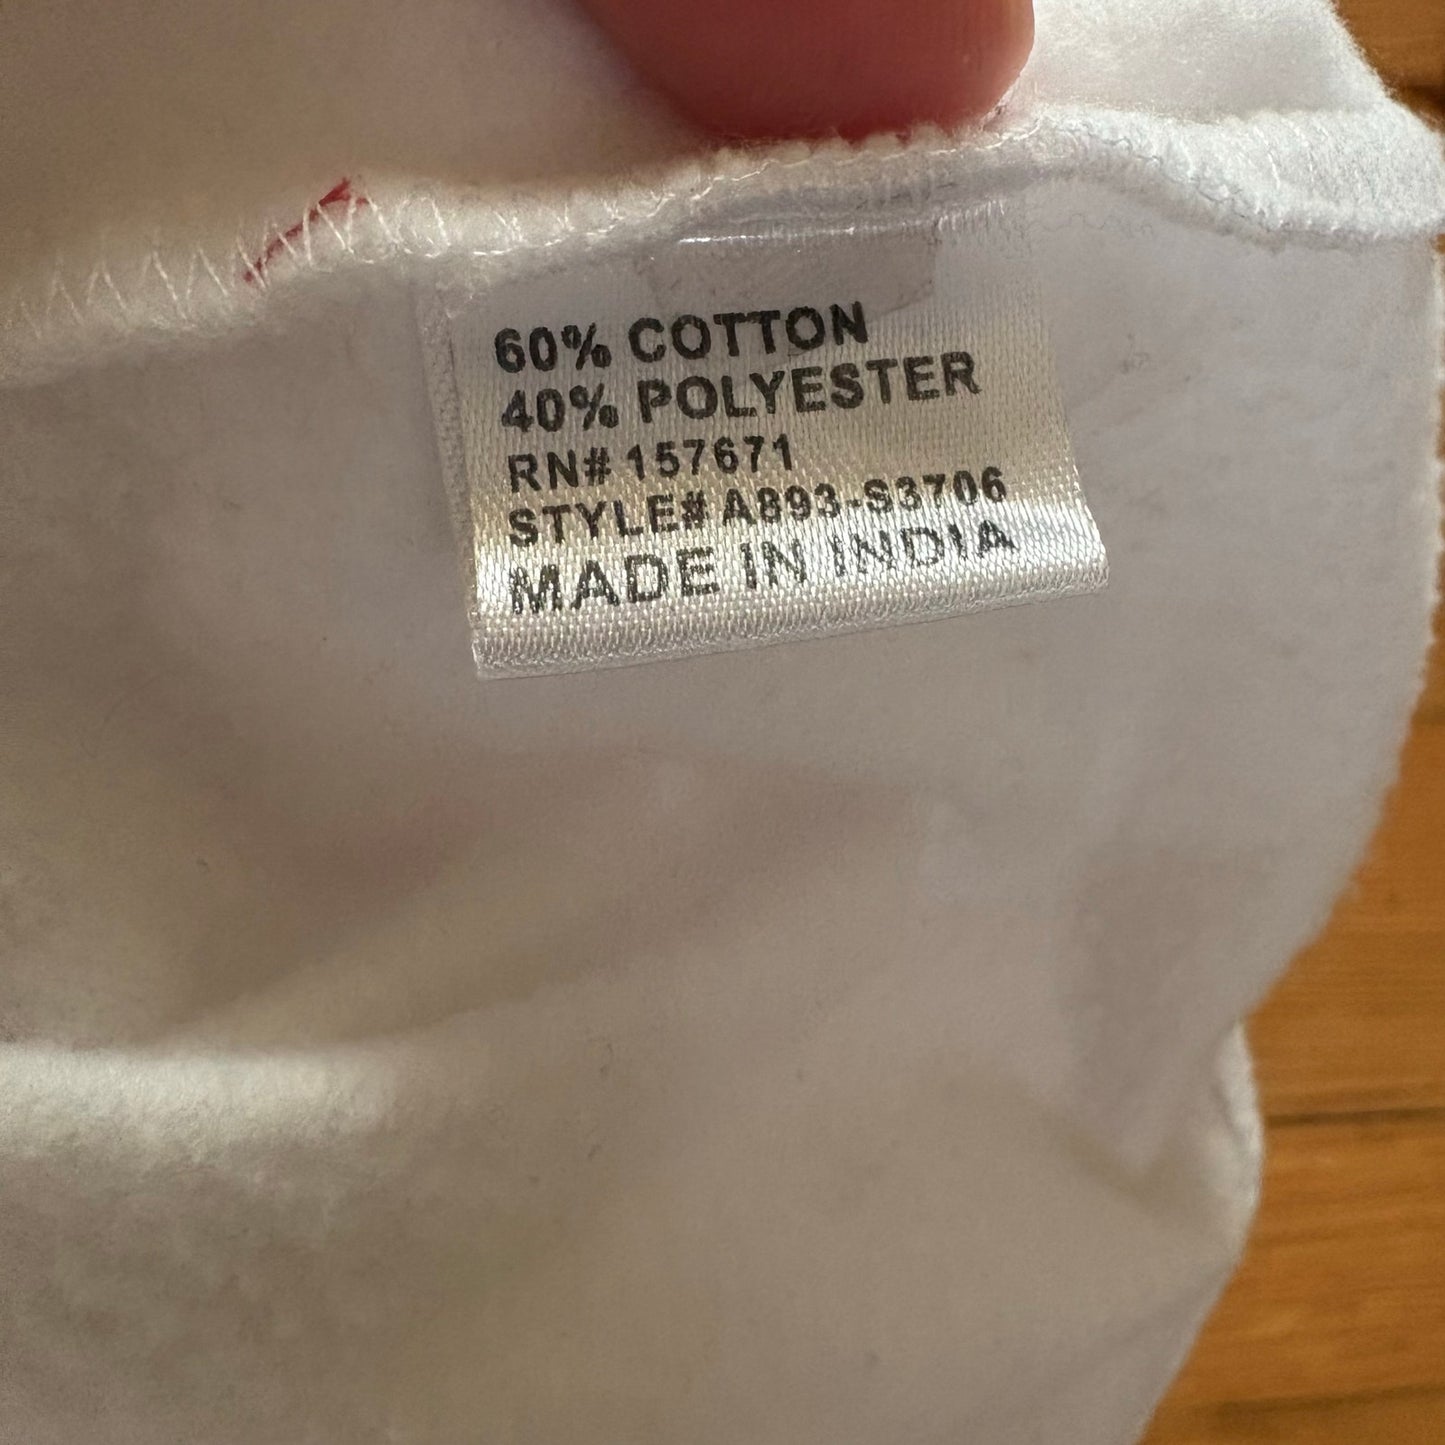 60% COTTON
40% POLYESTER
RN# 157671
STYLE# A893-S3706
MADE IN INDIA